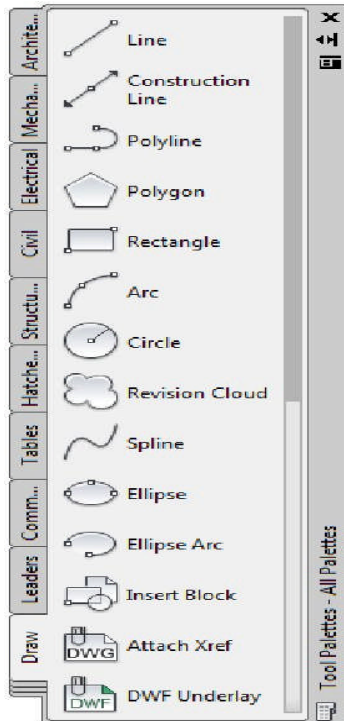 Archite...
Mecha...
Electrical
Civil
Structu...
Hatche...
Tables
Comm...
Leaders
Draw
Line
Construction
Line
Polyline
Polygon
Rectangle
Arc
Circle
Revision Cloud
Spline
Ellipse
Ellipse Arc
Insert Block
DWG
Attach Xref
DWF
DWF Underlay
Tool Palettes - All Palettes